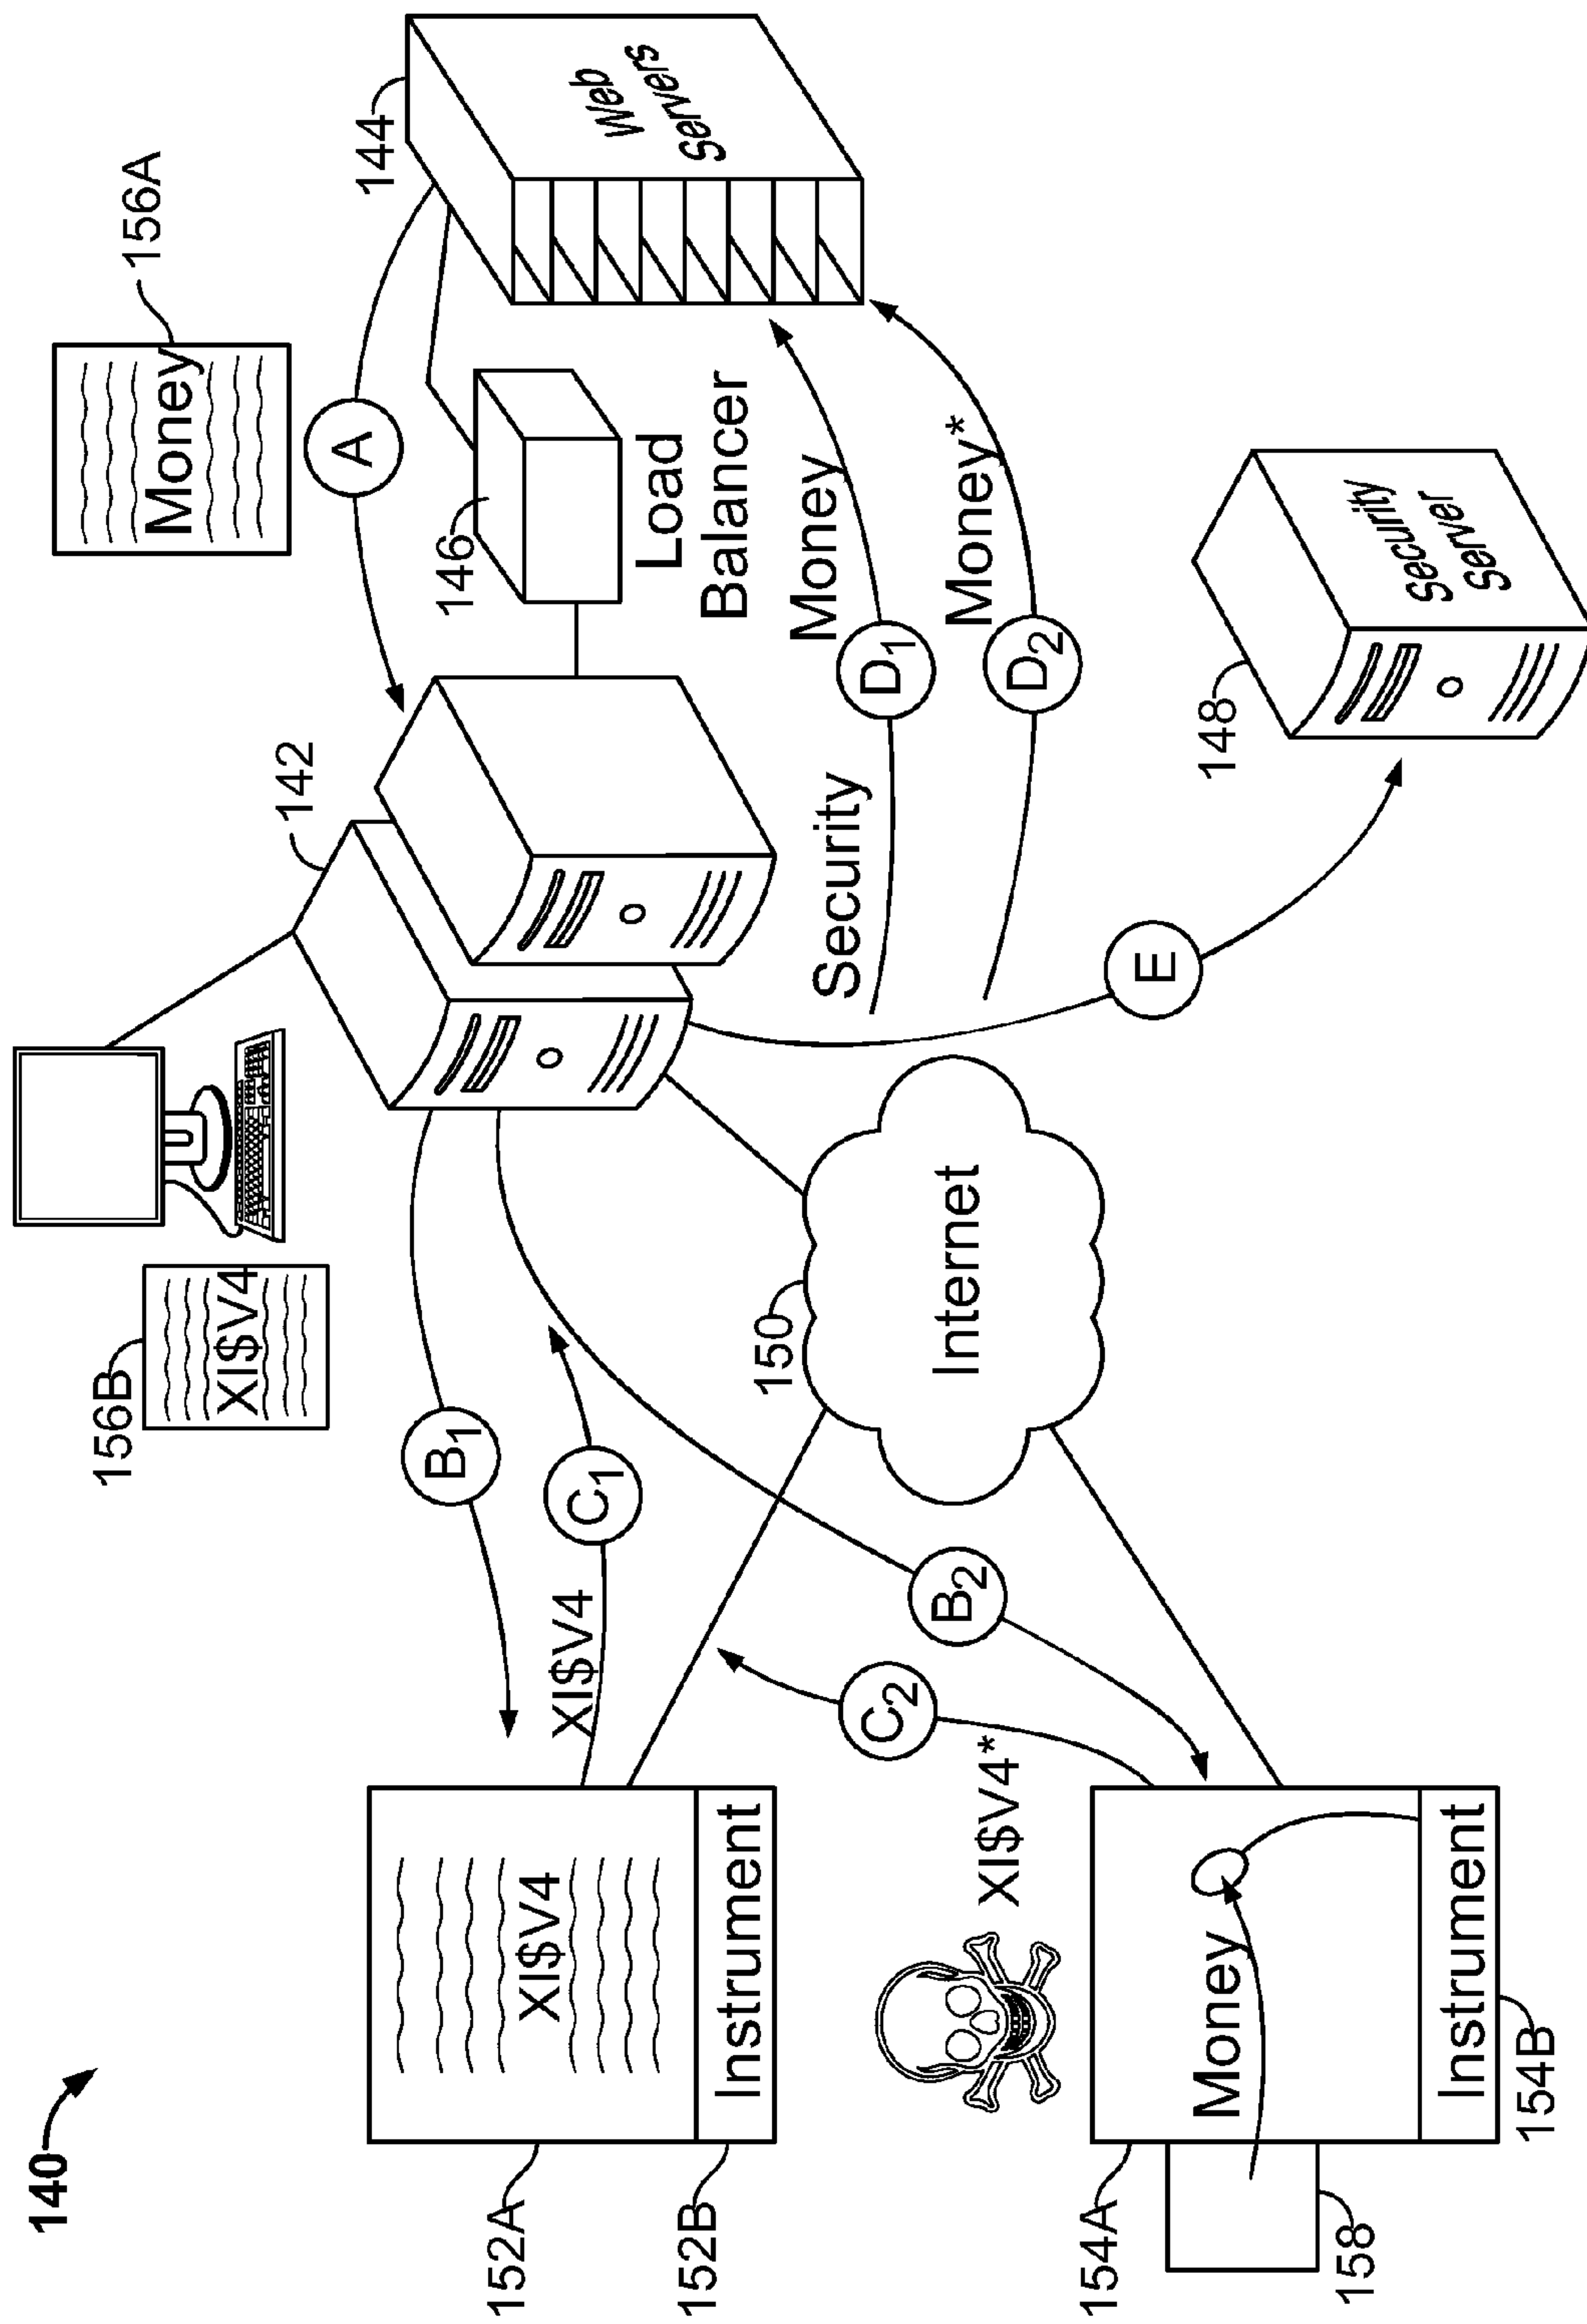 140
156B
XI$V4
156A
Money
142
144
A
B1
146
Web
Servers
Load
Balancer
152A
XI$V4
XI$V4
C1
152B
Instrument
150
Internet
Security
D1
Money
D2
Money*
XI$V4*
C2
B2
E
148
Security
Server
154A
Money
158
Instrument
154B